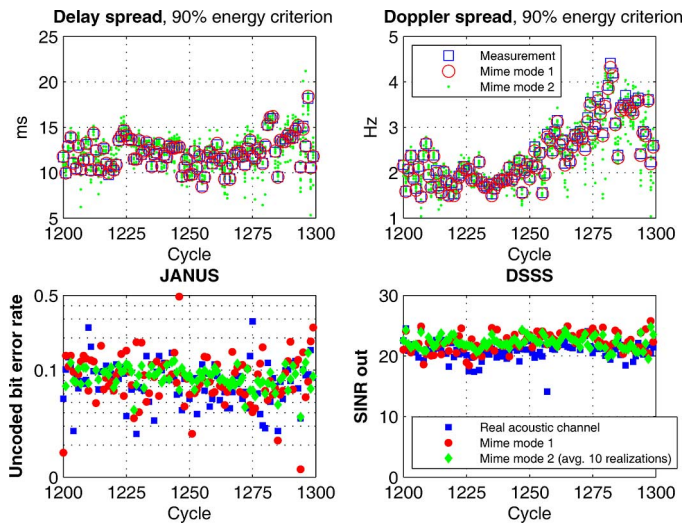 Delay spread, 90% energy criterion
25
20
15
10
5
ms
1200 1225 1250 1275 1300
Cycle
Doppler spread, 90% energy criterion
5
4
3
2
1
Hz
Measurement
Mime mode 1
Mime mode 2
1200 1225 1250 1275 1300
Cycle
JANUS
0.5
0.1
0
Uncoded bit error rate
1200 1225 1250 1275 1300
Cycle
DSSS
30
20
10
0
SINR out
Real acoustic channel
Mime mode 1
Mime mode 2 (avg. 10 realizations)
1200 1225 1250 1275 1300
Cycle